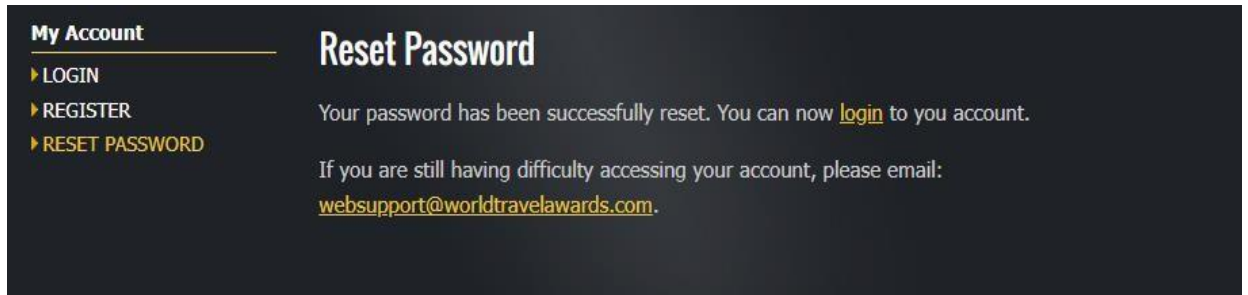 My Account
LOGIN
REGISTER
RESET PASSWORD
Reset Password
Your password has been successfully reset. You can now login to you account.
If you are still having difficulty accessing your account, please email:
websupport@worldtravelawards.com.